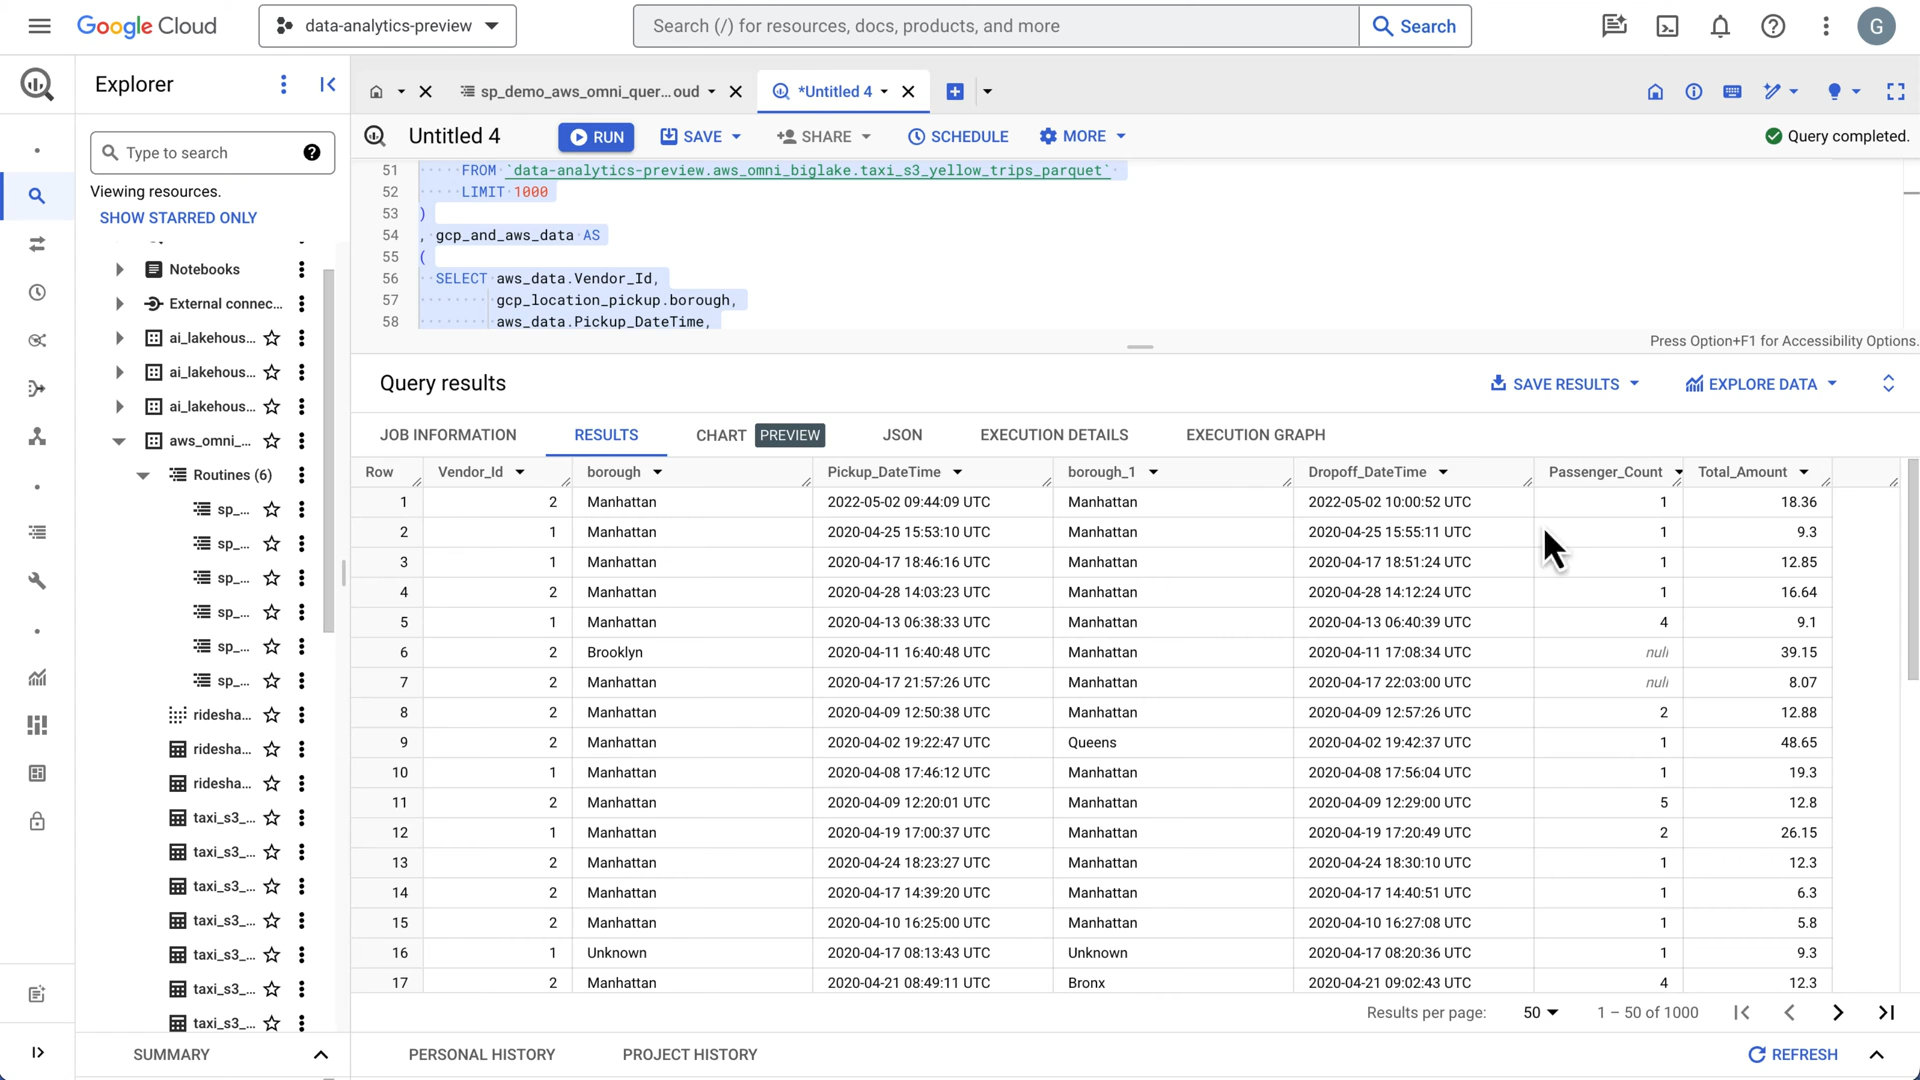 Google Cloud
data-analytics-preview
Search (/) for resources, docs, products, and more
Search
G
Explorer
sp_demo_aws_omni_quer...oud
*Untitled 4
Untitled 4
RUN
SAVE
SHARE
SCHEDULE
MORE
Query completed.
Type to search
Viewing resources.
SHOW STARRED ONLY
Notebooks
External connec...
ai_lakehous...
ai_lakehous...
ai_lakehous...
aws_omni_...
Routines (6)
sp_...
sp_...
sp_...
sp_...
sp_...
sp_...
ridesha...
ridesha...
ridesha...
taxi_s3_...
taxi_s3_...
taxi_s3_...
taxi_s3_...
taxi_s3_...
taxi_s3_...
taxi_s3_...
SUMMARY
51 FROM `data-analytics-preview.aws_omni_biglake.taxi_s3_yellow_trips_parquet`
52 LIMIT 1000
53 )
54 , gcp_and_aws_data AS
55 (
56 SELECT aws_data.Vendor_Id,
57 gcp_location_pickup.borough,
58 aws_data.Pickup_DateTime,
Press Option+F1 for Accessibility Options.
Query results
SAVE RESULTS
EXPLORE DATA
JOB INFORMATION RESULTS CHART PREVIEW JSON EXECUTION DETAILS EXECUTION GRAPH
Row Vendor_Id borough Pickup_DateTime borough_1 Dropoff_DateTime Passenger_Count Total_Amount
1 2 Manhattan 2022-05-02 09:44:09 UTC Manhattan 2022-05-02 10:00:52 UTC 1 18.36
2 1 Manhattan 2020-04-25 15:53:10 UTC Manhattan 2020-04-25 15:55:11 UTC 1 9.3
3 1 Manhattan 2020-04-17 18:46:16 UTC Manhattan 2020-04-17 18:51:24 UTC 1 12.85
4 2 Manhattan 2020-04-28 14:03:23 UTC Manhattan 2020-04-28 14:12:24 UTC 1 16.64
5 1 Manhattan 2020-04-13 06:38:33 UTC Manhattan 2020-04-13 06:40:39 UTC 4 9.1
6 2 Brooklyn 2020-04-11 16:40:48 UTC Manhattan 2020-04-11 17:08:34 UTC null 39.15
7 2 Manhattan 2020-04-17 21:57:26 UTC Manhattan 2020-04-17 22:03:00 UTC null 8.07
8 2 Manhattan 2020-04-09 12:50:38 UTC Manhattan 2020-04-09 12:57:26 UTC 2 12.88
9 2 Manhattan 2020-04-02 19:22:47 UTC Queens 2020-04-02 19:42:37 UTC 1 48.65
10 1 Manhattan 2020-04-08 17:46:12 UTC Manhattan 2020-04-08 17:56:04 UTC 1 19.3
11 2 Manhattan 2020-04-09 12:20:01 UTC Manhattan 2020-04-09 12:29:00 UTC 5 12.8
12 1 Manhattan 2020-04-19 17:00:37 UTC Manhattan 2020-04-19 17:20:49 UTC 2 26.15
13 2 Manhattan 2020-04-24 18:23:27 UTC Manhattan 2020-04-24 18:30:10 UTC 1 12.3
14 2 Manhattan 2020-04-17 14:39:20 UTC Manhattan 2020-04-17 14:40:51 UTC 1 6.3
15 2 Manhattan 2020-04-10 16:25:00 UTC Manhattan 2020-04-10 16:27:08 UTC 1 5.8
16 1 Unknown 2020-04-17 08:13:43 UTC Unknown 2020-04-17 08:20:36 UTC 1 9.3
17 2 Manhattan 2020-04-21 08:49:11 UTC Bronx 2020-04-21 09:02:43 UTC 4 12.3
Results per page: 50 1 – 50 of 1000
PERSONAL HISTORY PROJECT HISTORY
REFRESH